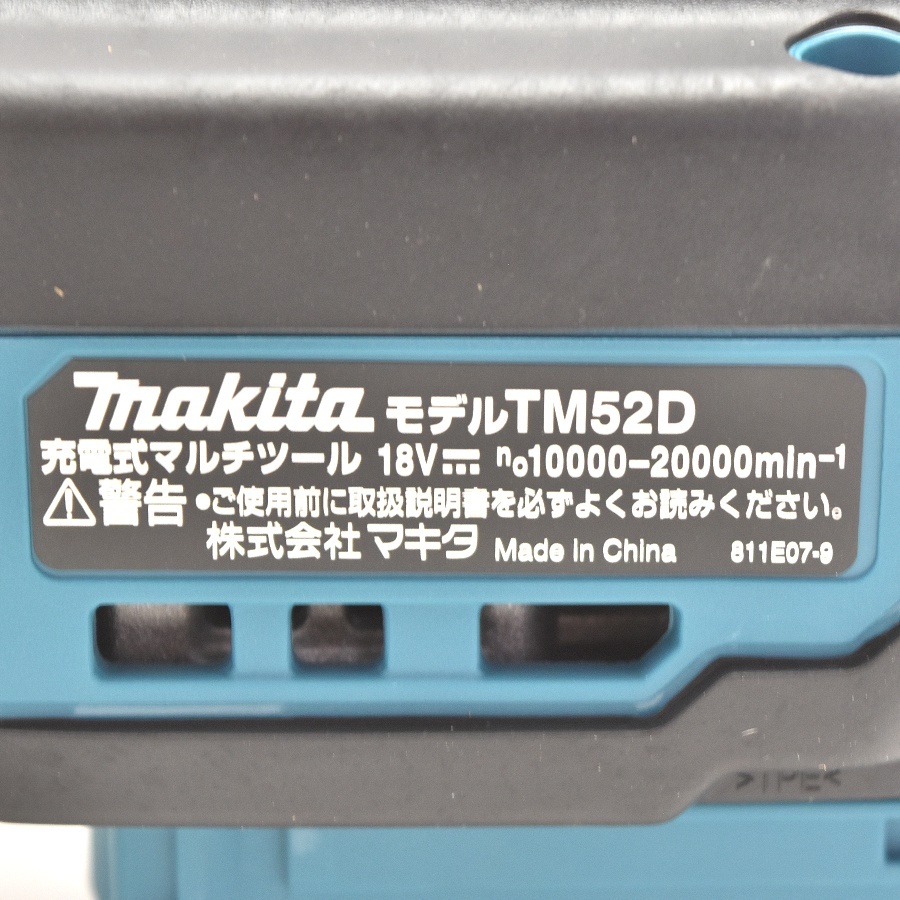 makita モデルTM52D
充電式マルチツール 18V⎓ n₀10000-20000min⁻¹
⚠警告 •ご使用前に取扱説明書を必ずよくお読みください。
株式会社 マキタ Made in China 811E07-9
>TPE<